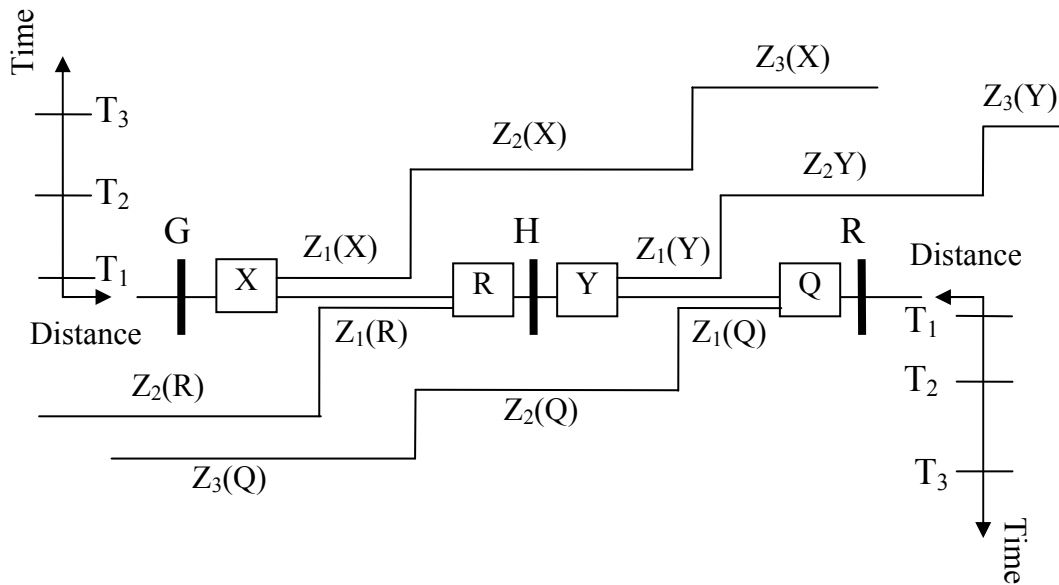 Time
T3
T2
T1
Distance
G
X
Z1(X)
Z2(X)
Z3(X)
Z1(R)
Z2(R)
R
H
Y
Z1(Y)
Z2Y)
Z3(Y)
Z1(Q)
Z2(Q)
Z3(Q)
Q
R
Distance
T1
T2
T3
Time